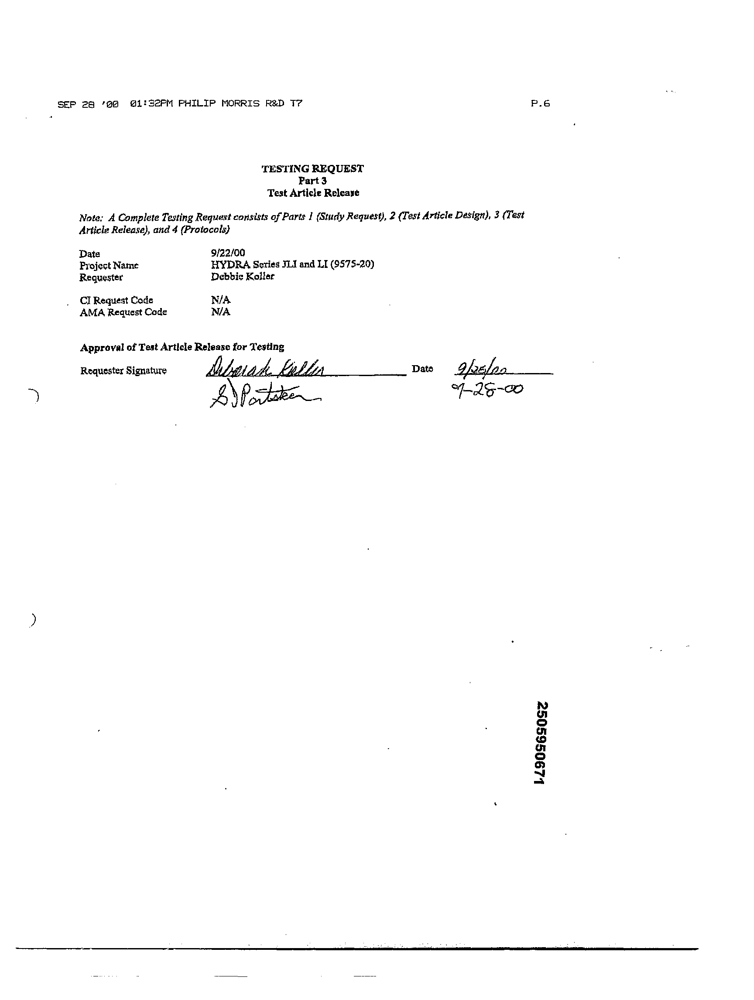 SEP 28 '00 01:32PM PHILIP MORRIS R&D T7 P.6
TESTING REQUEST
Part 3
Test Article Release
Note: A Complete Testing Request consists of Parts 1 (Study Request), 2 (Test Article Design), 3 (Test
Article Release), and 4 (Protocols)
Date 9/22/00
Project Name HYDRA Series JLI and LI (9575-20)
Requester Debbie Koller
CI Request Code N/A
AMA Request Code N/A
Approval of Test Article Release for Testing
Requester Signature Deborah Koller Date 9/25/00
9-28-00
2505950671